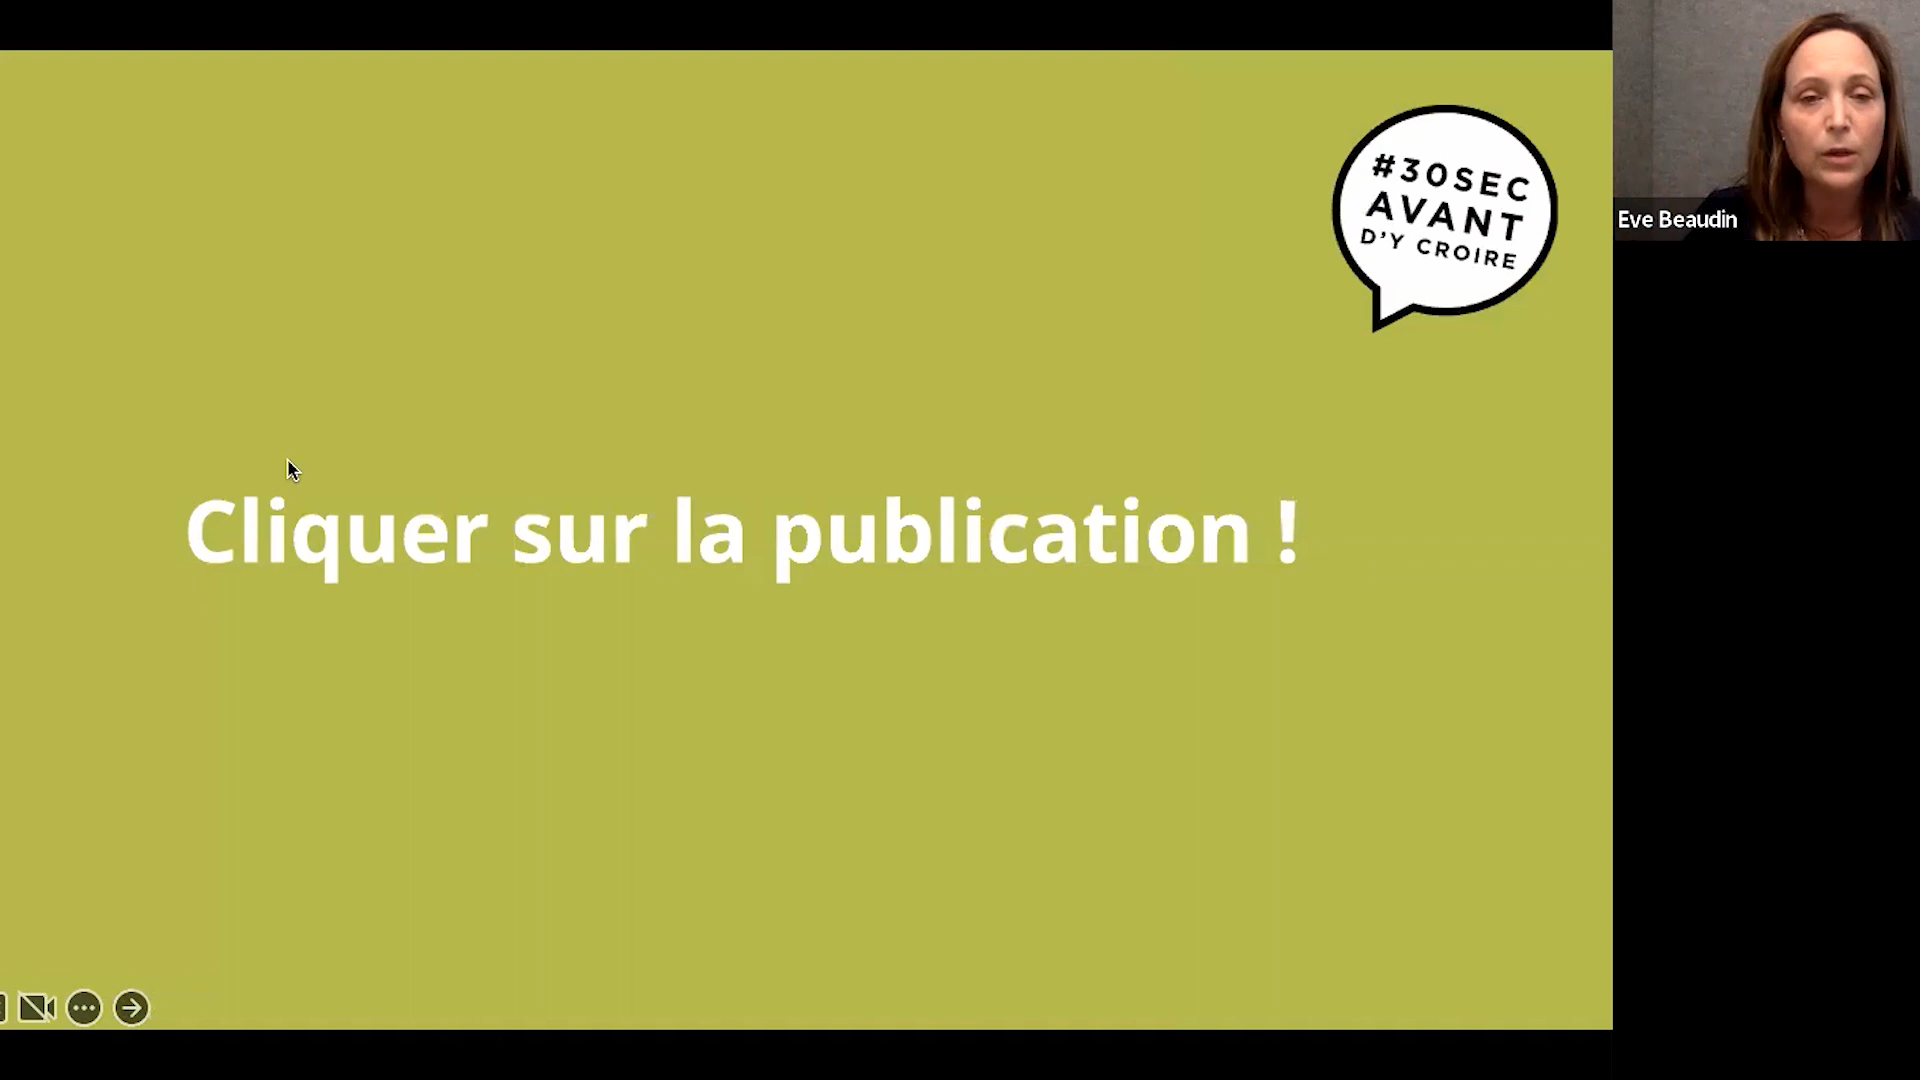 #30SEC
AVANT
D'Y CROIRE
Eve Beaudin
Cliquer sur la publication !